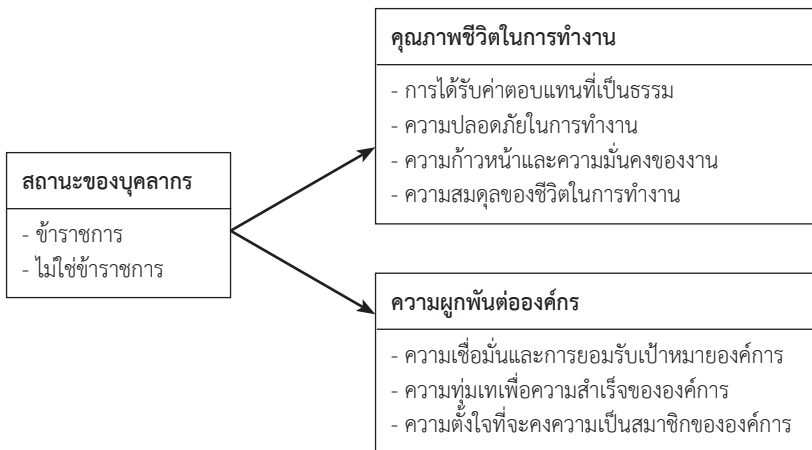 สถานะของบุคลากร
- ข้าราชการ
- ไม่ใช่ข้าราชการ
คุณภาพชีวิตในการทำงาน
- การได้รับค่าตอบแทนที่เป็นธรรม
- ความปลอดภัยในการทำงาน
- ความก้าวหน้าและความมั่นคงของงาน
- ความสมดุลของชีวิตในการทำงาน
ความผูกพันต่อองค์กร
- ความเชื่อมั่นและการยอมรับเป้าหมายองค์การ
- ความทุ่มเทเพื่อความสำเร็จขององค์การ
- ความตั้งใจที่จะคงความเป็นสมาชิกขององค์การ